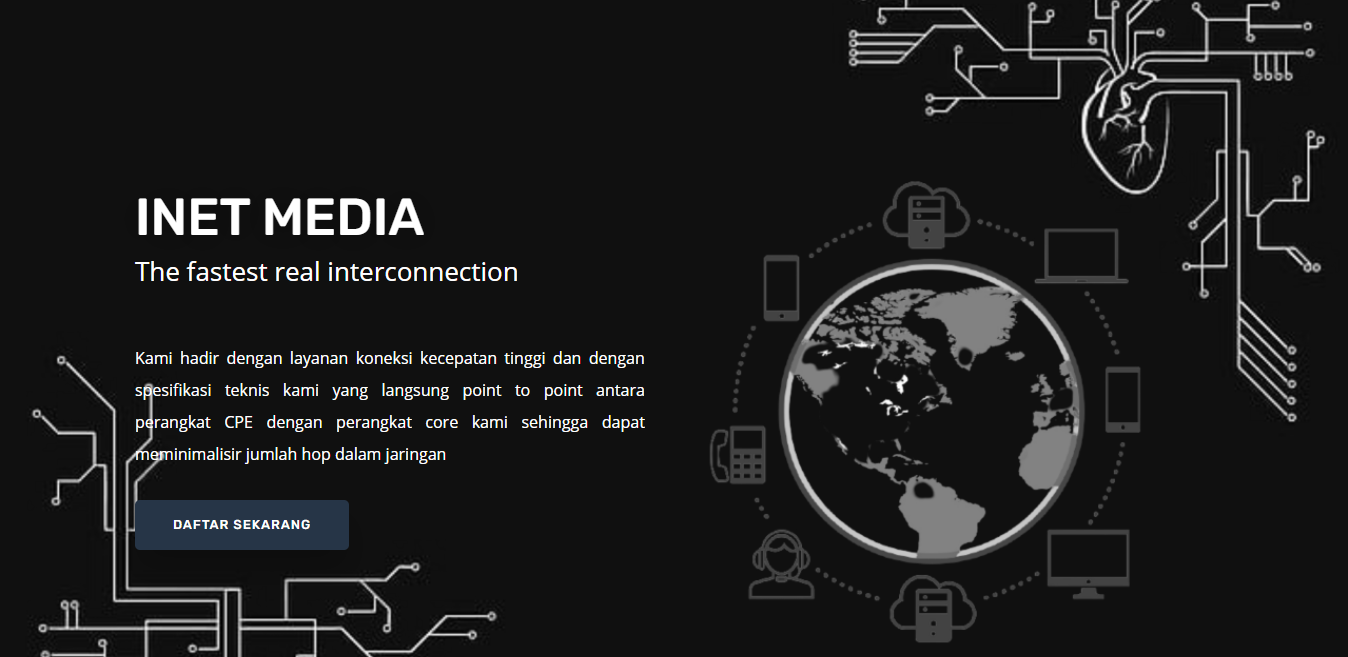 INET MEDIA
The fastest real interconnection
Kami hadir dengan layanan koneksi kecepatan tinggi dan dengan
spesifikasi teknis kami yang langsung point to point antara
perangkat CPE dengan perangkat core kami sehingga dapat
meminimalisir jumlah hop dalam jaringan
DAFTAR SEKARANG